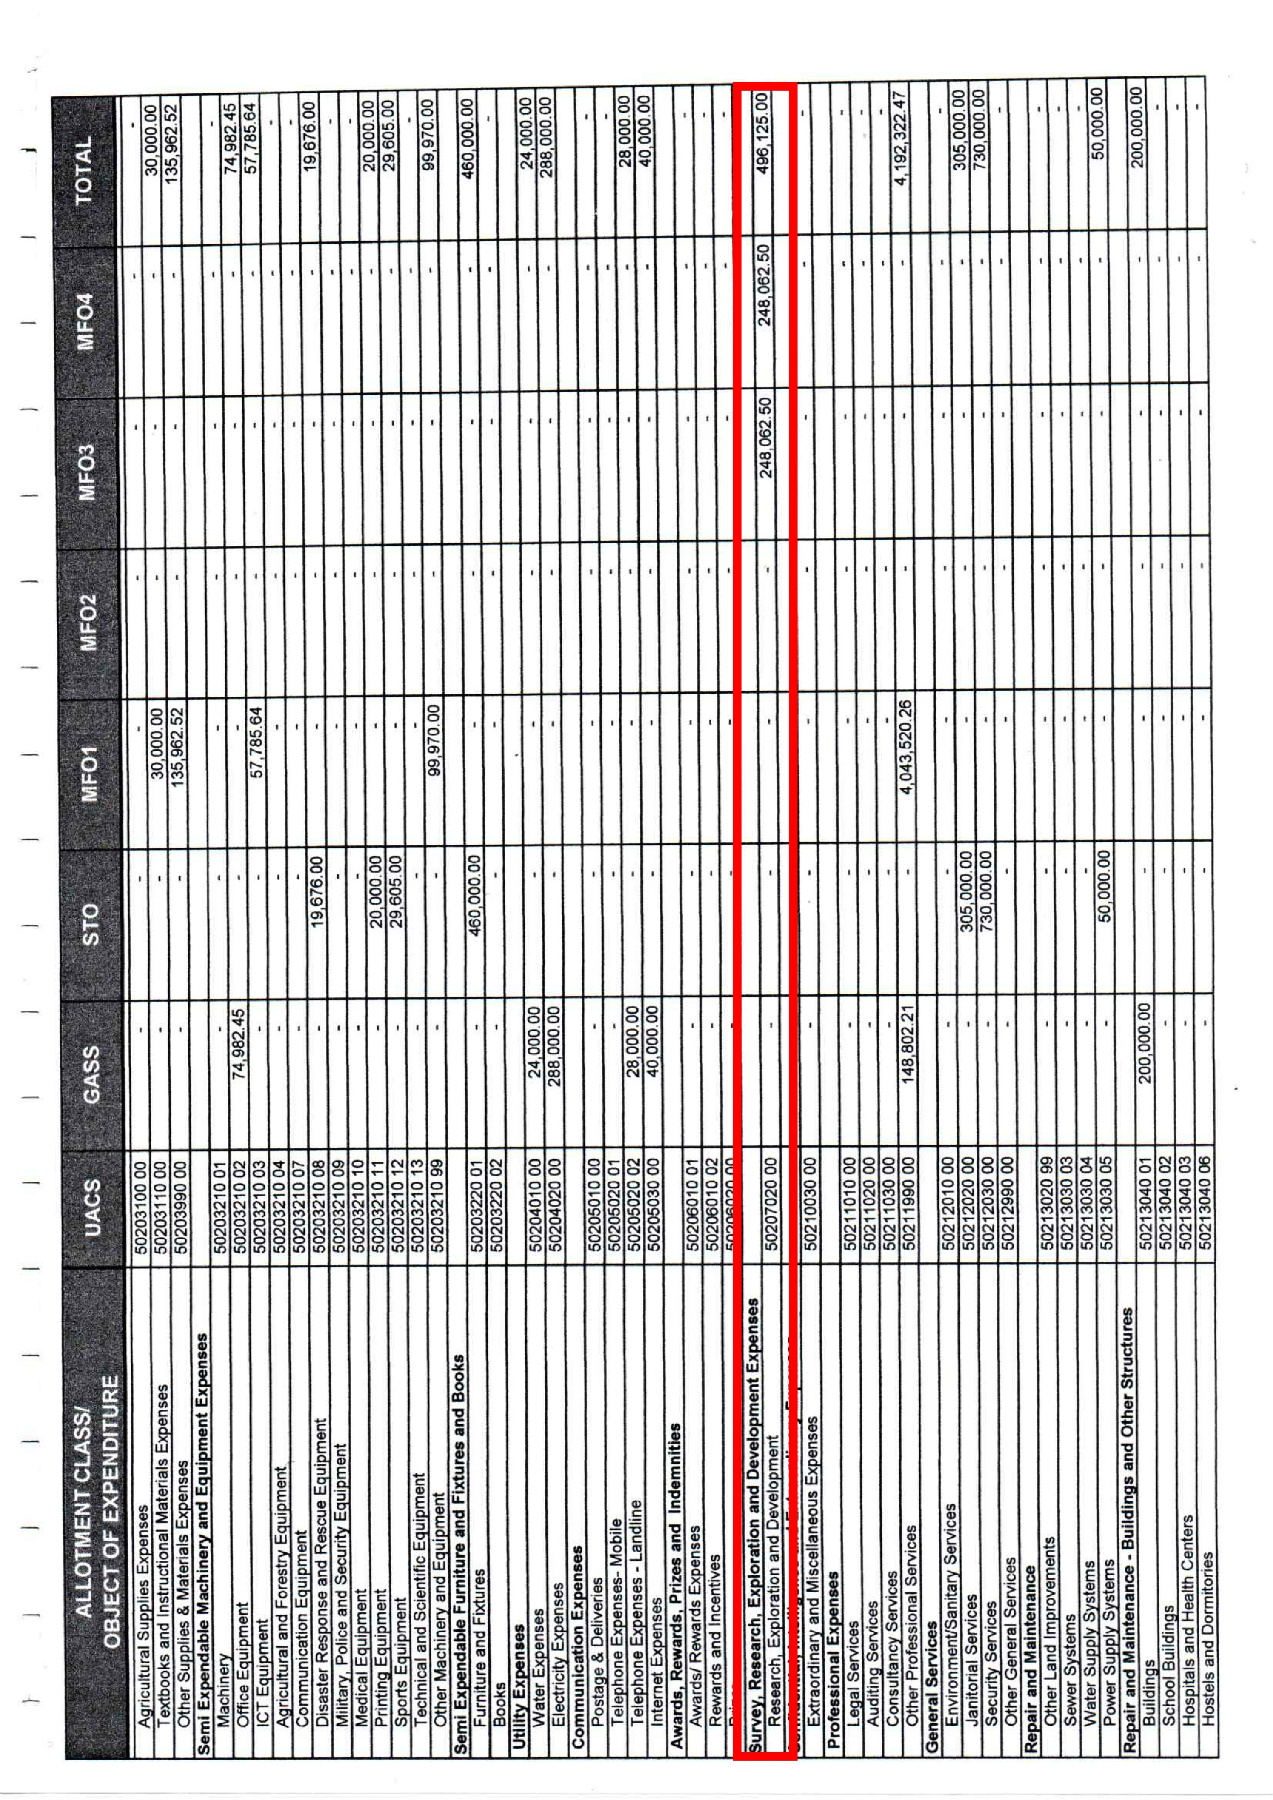 ALLOTMENT CLASS/ OBJECT OF EXPENDITURE UACS GASS STO MFO1 MFO2 MFO3 MFO4 TOTAL
Agricultural Supplies Expenses 50203100 00 - - - - - - -
Textbooks and Instructional Materials Expenses 50203110 00 - - 30,000.00 - - - 30,000.00
Other Supplies & Materials Expenses 50203990 00 - - 135,962.52 - - - 135,962.52
Semi Expendable Machinery and Equipment Expenses
Machinery 50203210 01 - - - - - - -
Office Equipment 50203210 02 74,982.45 - - - - - 74,982.45
ICT Equipment 50203210 03 - - 57,785.64 - - - 57,785.64
Agricultural and Forestry Equipment 50203210 04 - - - - - - -
Communication Equipment 50203210 07 - - - - - - -
Disaster Response and Rescue Equipment 50203210 08 - 19,676.00 - - - - 19,676.00
Military, Police and Security Equipment 50203210 09 - - - - - - -
Medical Equipment 50203210 10 - - - - - - -
Printing Equipment 50203210 11 - 20,000.00 - - - - 20,000.00
Sports Equipment 50203210 12 - 29,605.00 - - - - 29,605.00
Technical and Scientific Equipment 50203210 13 - - - - - - -
Other Machinery and Equipment 50203210 99 - - 99,970.00 - - - 99,970.00
Semi Expendable Furniture and Fixtures and Books
Furniture and Fixtures 50203220 01 - 460,000.00 - - - - 460,000.00
Books 50203220 02 - - - - - - -
Utility Expenses
Water Expenses 50204010 00 24,000.00 - - - - - 24,000.00
Electricity Expenses 50204020 00 288,000.00 - - - - - 288,000.00
Communication Expenses
Postage & Deliveries 50205010 00 - - - - - - -
Telephone Expenses- Mobile 50205020 01 - - - - - - -
Telephone Expenses - Landline 50205020 02 28,000.00 - - - - - 28,000.00
Internet Expenses 50205030 00 40,000.00 - - - - - 40,000.00
Awards, Rewards, Prizes and Indemnities
Awards/ Rewards Expenses 50206010 01 - - - - - - -
Rewards and Incentives 50206010 02 - - - - - - -
Survey, Research, Exploration and Development Expenses
Research, Exploration and Development 50207020 00 - - - - 248,062.50 248,062.50 496,125.00
Extraordinary and Miscellaneous Expenses 50210030 00 - - - - - - -
Professional Expenses
Legal Services 50211010 00 - - - - - - -
Auditing Services 50211020 00 - - - - - - -
Consultancy Services 50211030 00 - - - - - - -
Other Professional Services 50211990 00 148,802.21 - 4,043,520.26 - - - 4,192,322.47
General Services
Environment/Sanitary Services 50212010 00 - - - - - - -
Janitorial Services 50212020 00 - 305,000.00 - - - - 305,000.00
Security Services 50212030 00 - 730,000.00 - - - - 730,000.00
Other General Services 50212990 00 - - - - - - -
Repair and Maintenance
Other Land Improvements 50213020 99 - - - - - - -
Sewer Systems 50213030 03 - - - - - - -
Water Supply Systems 50213030 04 - - - - - - -
Power Supply Systems 50213030 05 - 50,000.00 - - - - 50,000.00
Repair and Maintenance - Buildings and Other Structures
Buildings 50213040 01 200,000.00 - - - - - 200,000.00
School Buildings 50213040 02 - - - - - - -
Hospitals and Health Centers 50213040 03 - - - - - - -
Hostels and Dormitories 50213040 06 - - - - - - -